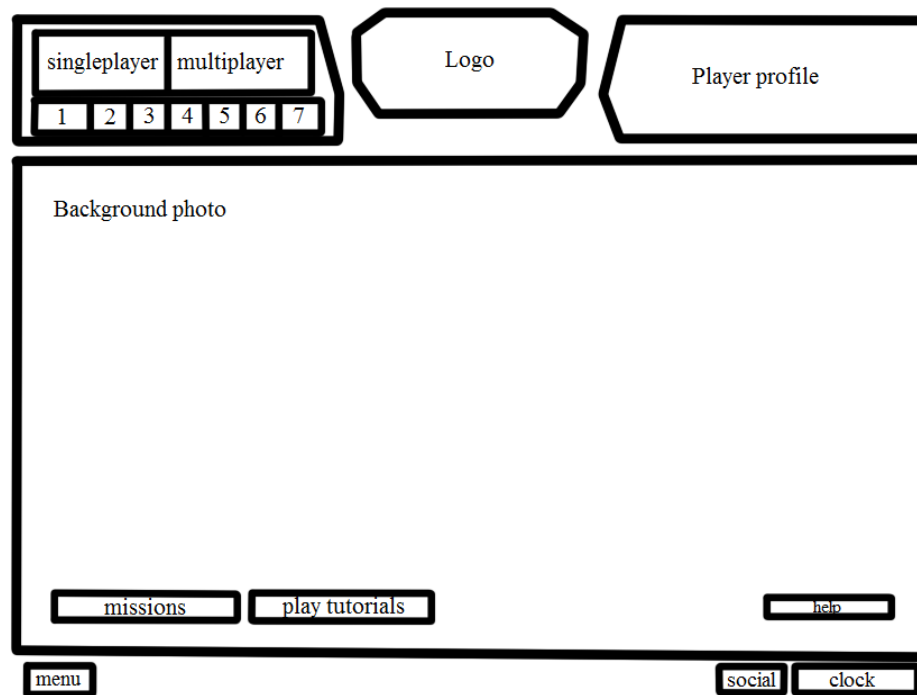 singleplayer multiplayer
Logo
Player profile
1 2 3 4 5 6 7
Background photo
missions
play tutorials
help
menu
social
clock